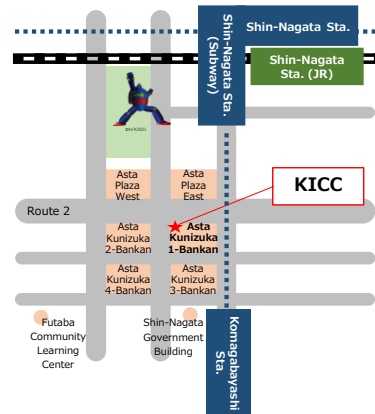 Shin-Nagata Sta.
Shin-Nagata Sta.
(Subway)
Shin-Nagata
Sta. (JR)
©H/K2021
Asta
Plaza
West
Asta
Plaza
East
KICC
Route 2
Asta
Kunizuka
2-Bankan
Asta
Kunizuka
1-Bankan
Asta
Kunizuka
4-Bankan
Asta
Kunizuka
3-Bankan
Futaba
Community
Learning
Center
Shin-Nagata
Government
Building
Komagabayashi
Sta.